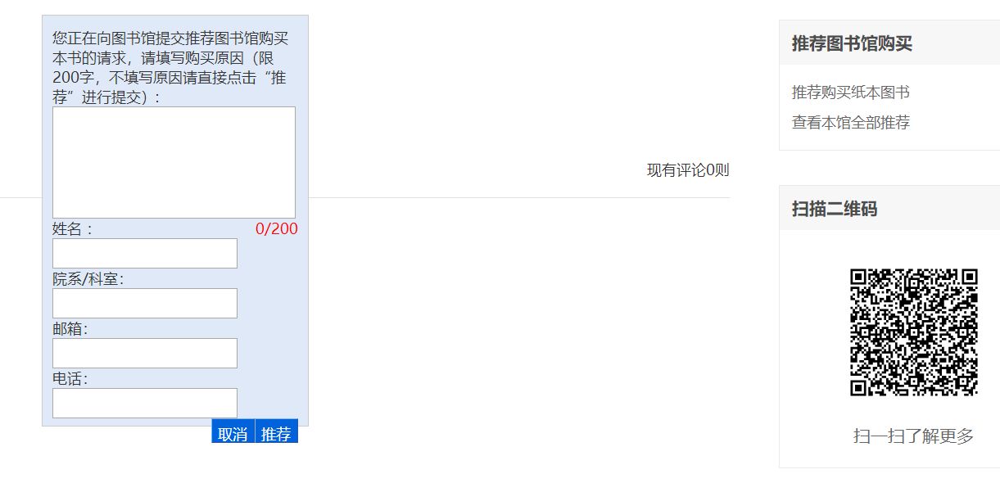 您正在向图书馆提交推荐图书馆购买
本书的请求，请填写购买原因（限
200字，不填写原因请直接点击“推
荐”进行提交）:
姓名：
0/200
院系/科室:
邮箱:
电话:
取消
推荐
现有评论0则
推荐图书馆购买
推荐购买纸本图书
查看本馆全部推荐
扫描二维码
扫一扫了解更多